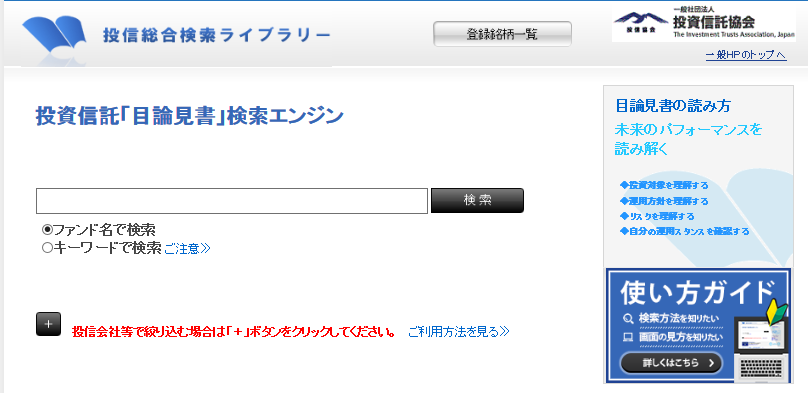 投信総合検索ライブラリー
登録銘柄一覧
投信協会
一般社団法人
投資信託協会
The Investment Trusts Association, Japan
一般HPのトップへ
投資信託「目論見書」検索エンジン
検索
ファンド名で検索
キーワードで検索 ご注意≫
+
投信会社等で絞り込む場合は「+」ボタンをクリックしてください。 ご利用方法を見る≫
目論見書の読み方
未来のパフォーマンスを
読み解く
◆投資対象を理解する
◆運用方針を理解する
◆リスクを理解する
◆自分の運用スタンスを確認する
使い方ガイド
検索方法を知りたい
画面の見方を知りたい
詳しくはこちら